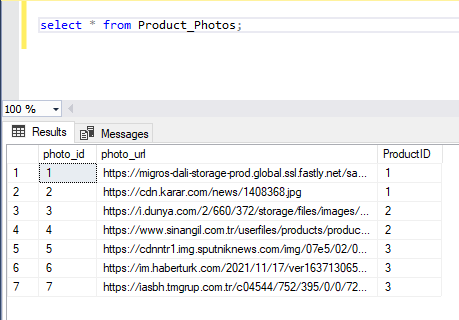 select * from Product_Photos;
100 %
Results Messages
photo_id photo_url ProductID
1 1 https://migros-dali-storage-prod.global.ssl.fastly.net/sa... 1
2 2 https://cdn.karar.com/news/1408368.jpg 1
3 3 https://i.dunya.com/2/660/372/storage/files/images/... 2
4 4 https://www.sinangil.com.tr/userfiles/products/produc... 2
5 5 https://cdnntr1.img.sputniknews.com/img/07e5/02/0... 3
6 6 https://im.haberturk.com/2021/11/17/ver163713065... 3
7 7 https://iasbh.tmgrup.com.tr/c04544/752/395/0/0/72... 3